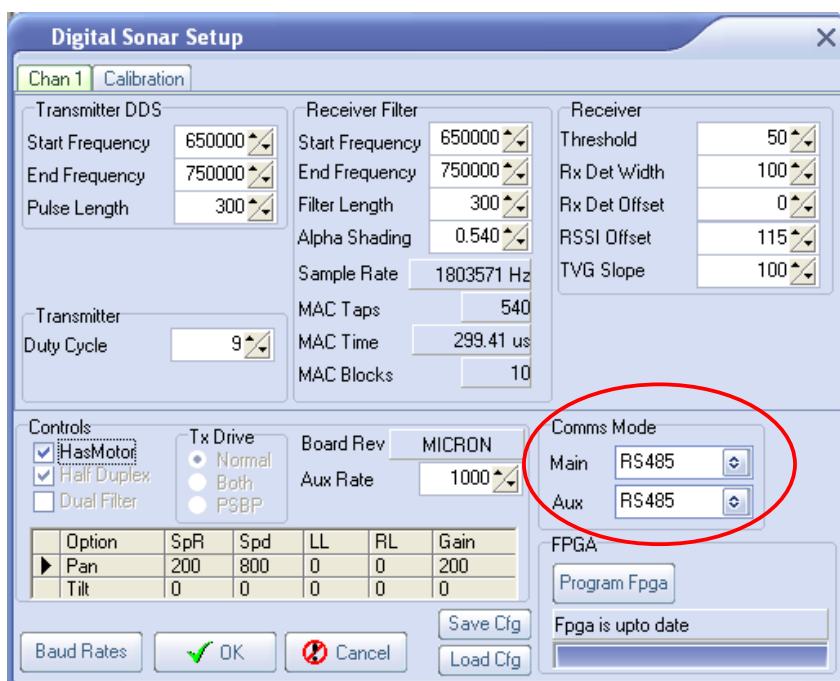 Digital Sonar Setup
Chan 1 Calibration
Transmitter DDS
Start Frequency 650000
End Frequency 750000
Pulse Length 300
Transmitter
Duty Cycle 9
Receiver Filter
Start Frequency 650000
End Frequency 750000
Filter Length 300
Alpha Shading 0.540
Sample Rate 1803571 Hz
MAC Taps 540
MAC Time 299.41 us
MAC Blocks 10
Receiver
Threshold 50
Rx Det Width 100
Rx Det Offset 0
RSSI Offset 115
TVG Slope 100
Controls
HasMotor
Half Duplex
Dual Filter
Tx Drive
Normal
Both
PSBP
Board Rev MICRON
Aux Rate 1000
Comms Mode
Main RS485
Aux RS485
Option SpR Spd LL RL Gain
Pan 200 800 0 0 200
Tilt 0 0 0 0 0
FPGA
Program Fpga
Fpga is upto date
Baud Rates OK Cancel
Save Cfg
Load Cfg